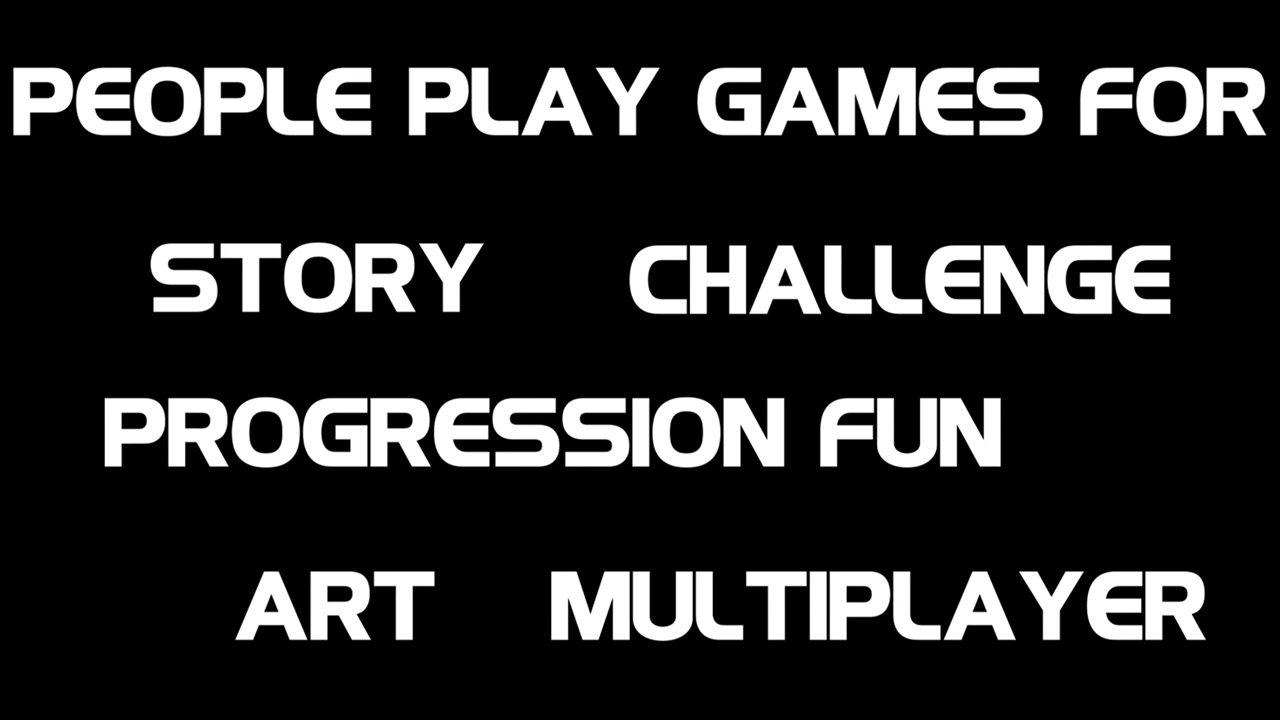 PEOPLE PLAY GAMES FOR
STORY CHALLENGE
PROGRESSION FUN
ART MULTIPLAYER